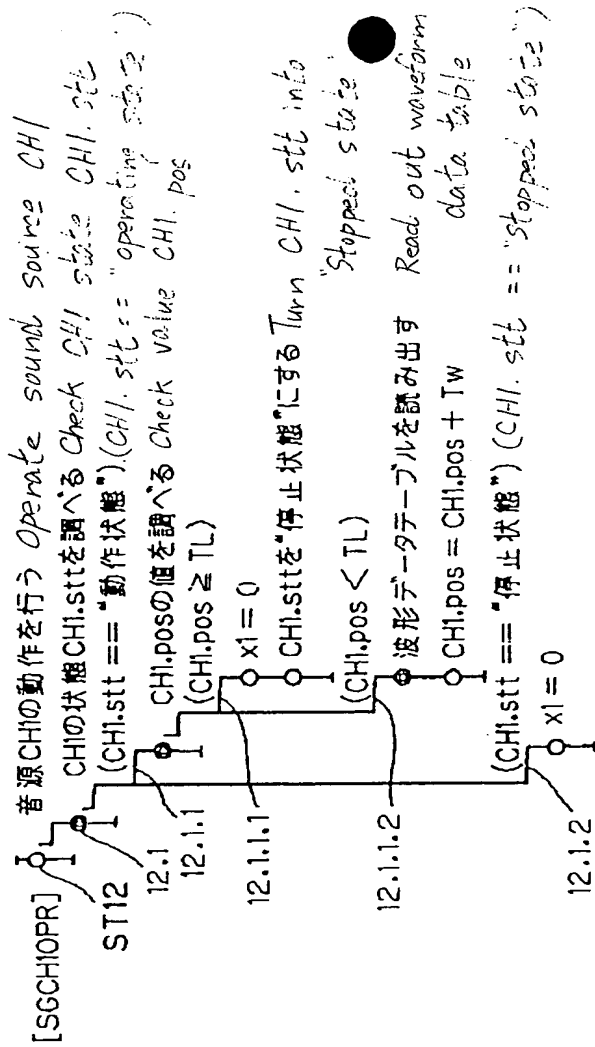 [SGCH1OPR]
ST12
音源CH1の動作を行う Operate sound source CH1
12.1
CH1の状態CH1.sttを調べる Check CH1 state CH1.stt
12.1.1
(CH1.stt == "動作状態") (CH1.stt == "operating state")
CH1.posの値を調べる Check value CH1.pos
12.1.1.1
(CH1.pos ≧ TL)
x1 = 0
CH1.sttを"停止状態"にする Turn CH1.stt into
"Stopped state"
12.1.1.2
(CH1.pos < TL)
波形データテーブルを読み出す Read out waveform
data table
CH1.pos = CH1.pos + Tw
12.1.2
(CH1.stt == "停止状態") (CH1.stt == "Stopped state")
x1 = 0